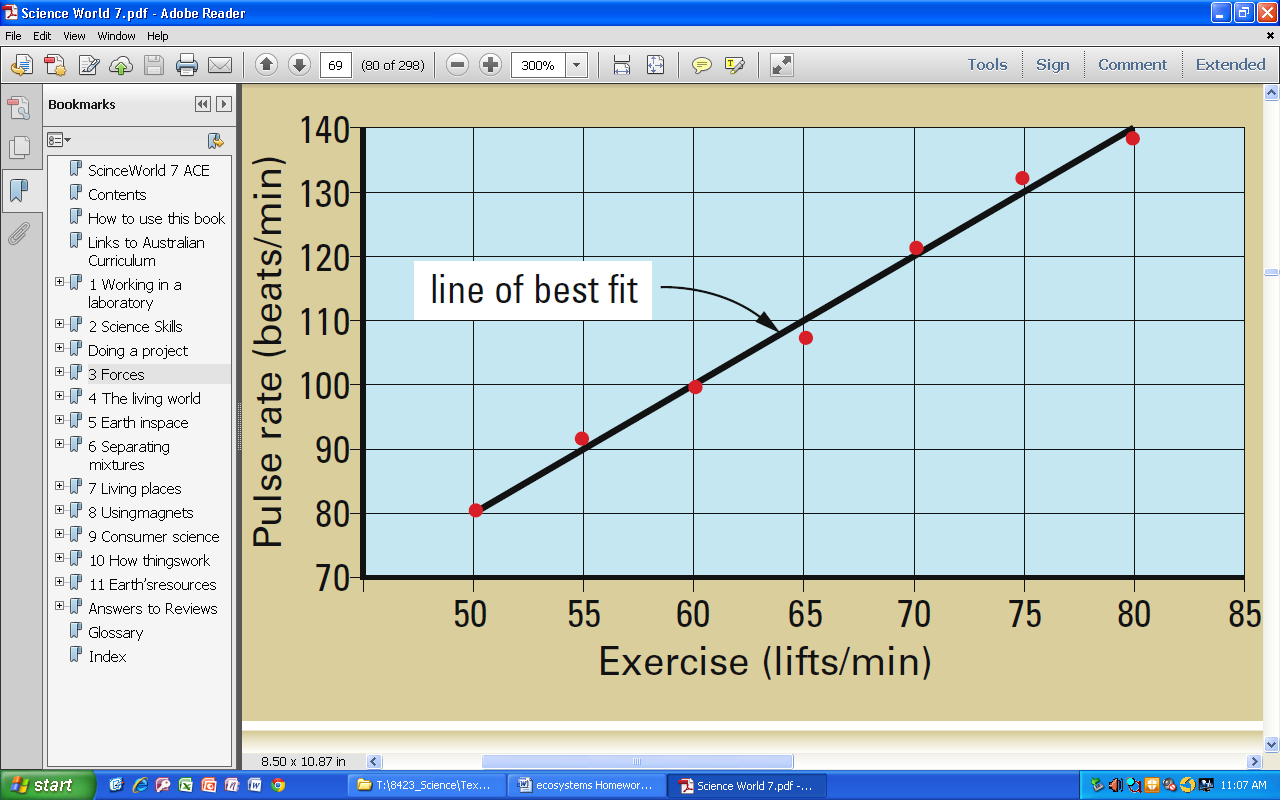 Science World 7.pdf - Adobe Reader
File Edit View Window Help
69 (80 of 298) 300% Tools Sign Comment Extended
Bookmarks
ScinceWorld 7 ACE
Contents
How to use this book
Links to Australian
Curriculum
1 Working in a
laboratory
2 Science Skills
Doing a project
3 Forces
4 The living world
5 Earth inspace
6 Separating
mixtures
7 Living places
8 Usingmagnets
9 Consumer science
10 How thingswork
11 Earth'sresources
Answers to Reviews
Glossary
Index
140
130
120
110
100
90
80
70
Pulse rate (beats/min)
line of best fit
50 55 60 65 70 75 80 85
Exercise (lifts/min)
8.50 x 10.87 in
start T:\8423_Science\Tex... ecosystems Homewor... Science World 7.pdf -... 11:07 AM